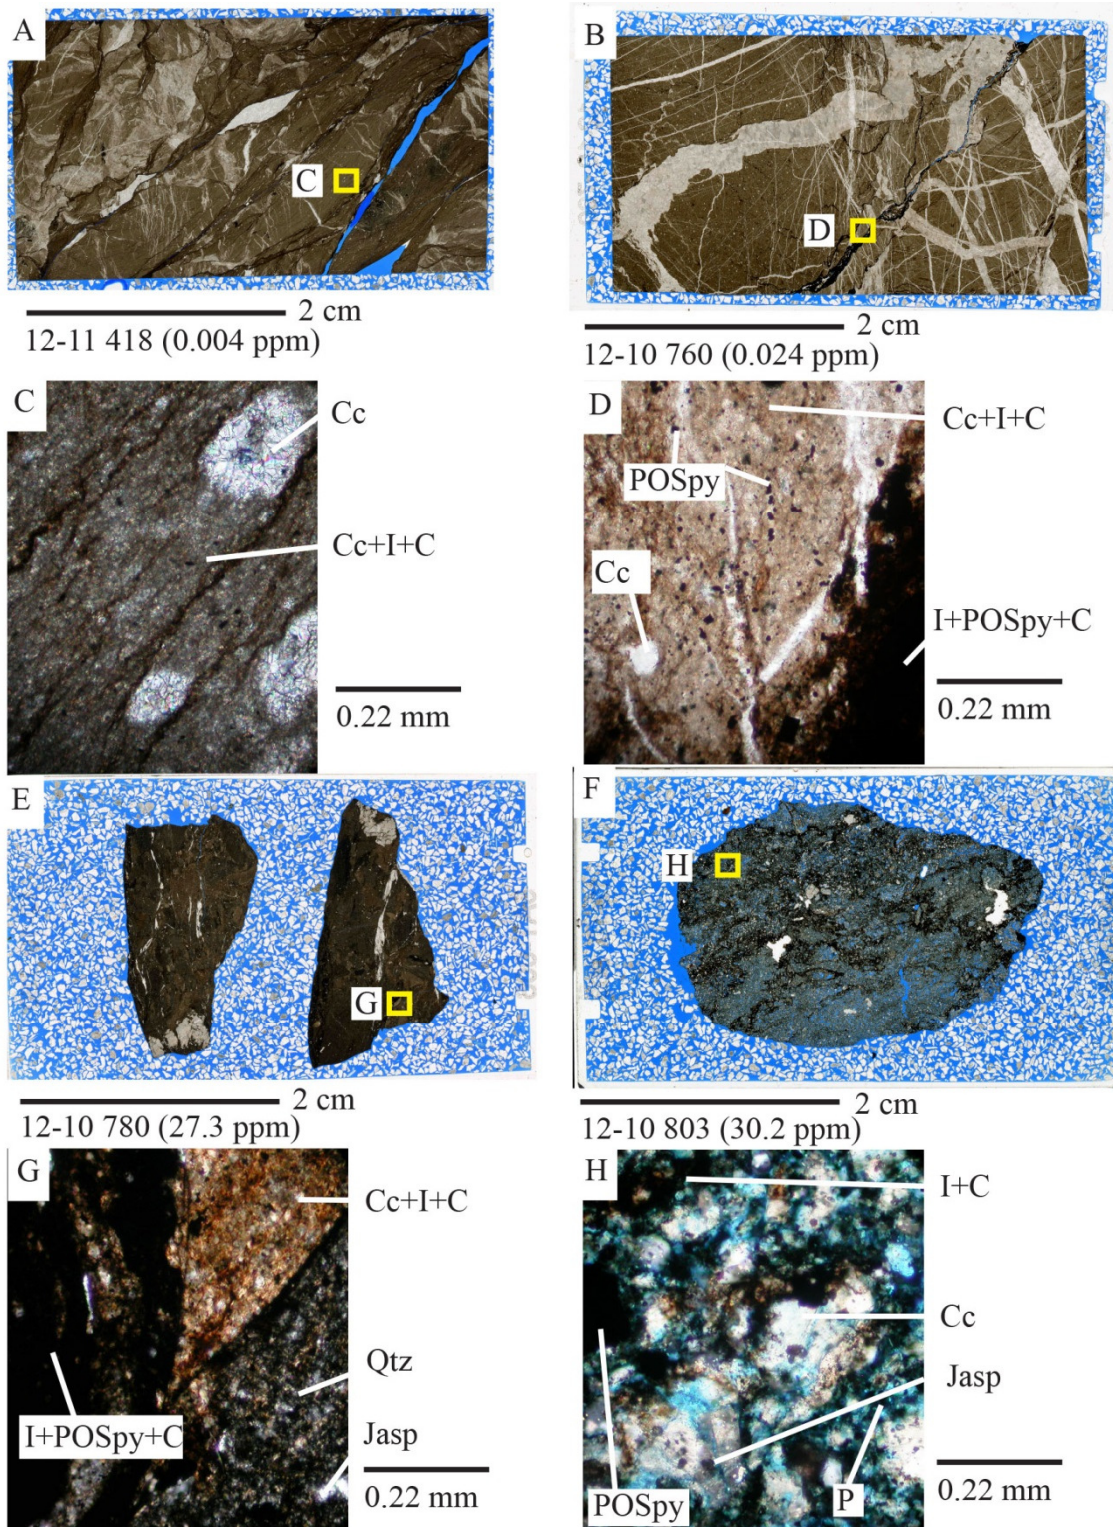 A
C
2 cm
12-11 418 (0.004 ppm)
B
D
2 cm
12-10 760 (0.024 ppm)
C
Cc
Cc+I+C
0.22 mm
D
POSpy
Cc
Cc+I+C
I+POSpy+C
0.22 mm
E
G
2 cm
12-10 780 (27.3 ppm)
F
H
2 cm
12-10 803 (30.2 ppm)
G
Cc+I+C
Qtz
I+POSpy+C
Jasp
0.22 mm
H
I+C
Cc
Jasp
POSpy
P
0.22 mm